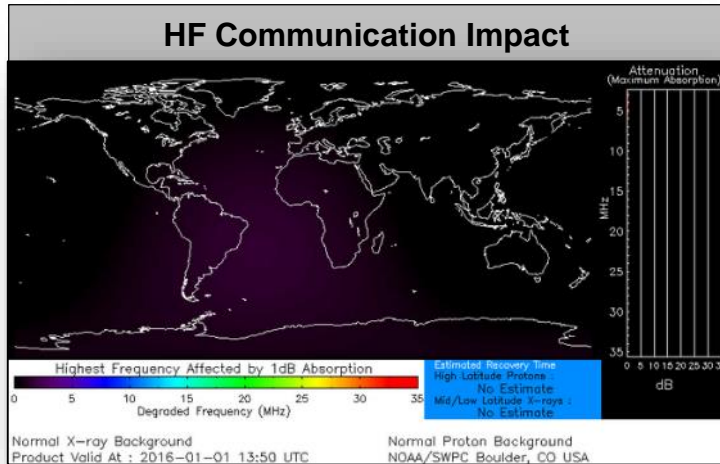 HF Communication Impact
Attenuation
(Maximum Absorption)
5
10
15
20
25
30
35
MHz
0 5 10 15 20 25 30 3
dB
Highest Frequency Affected by 1dB Absorption
0 5 10 15 20 25 30 35
Degraded Frequency (MHz)
Estimated Recovery Time
High Latitude Protons :
No Estimate
Mid/Low Latitude X-rays :
No Estimate
Normal X-ray Background
Normal Proton Background
Product Valid At : 2016-01-01 13:50 UTC
NOAA/SWPC Boulder, CO USA